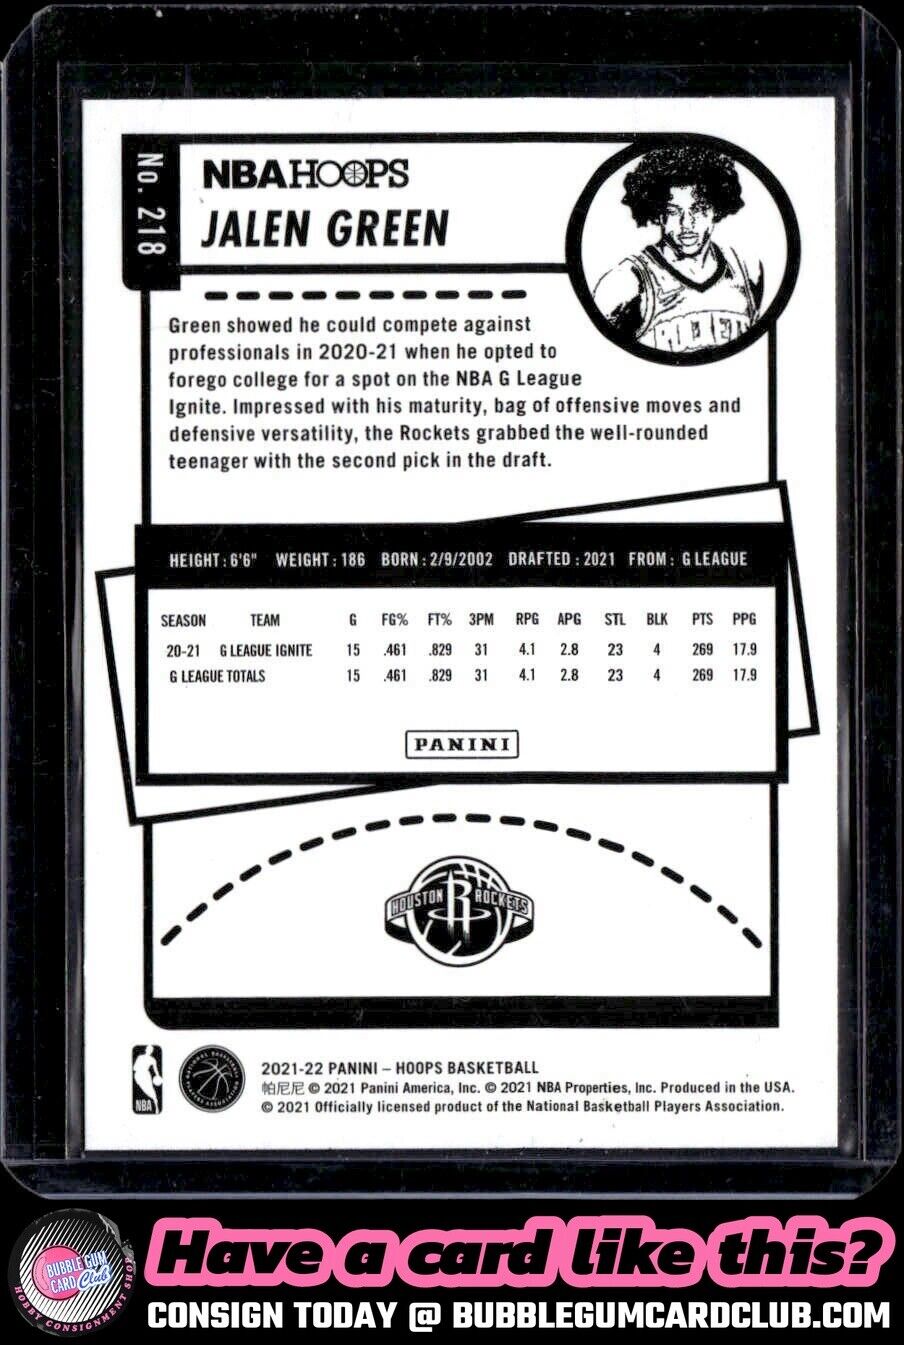 No. 218
NBA HOOPS
JALEN GREEN
ROCKETS
Green showed he could compete against
professionals in 2020-21 when he opted to
forego college for a spot on the NBA G League
Ignite. Impressed with his maturity, bag of offensive moves and
defensive versatility, the Rockets grabbed the well-rounded
teenager with the second pick in the draft.
HEIGHT : 6'6" WEIGHT : 186 BORN : 2/9/2002 DRAFTED : 2021 FROM : G LEAGUE
SEASON TEAM G FG% FT% 3PM RPG APG STL BLK PTS PPG
20-21 G LEAGUE IGNITE 15 .461 .829 31 4.1 2.8 23 4 269 17.9
G LEAGUE TOTALS 15 .461 .829 31 4.1 2.8 23 4 269 17.9
PANINI
HOUSTON R ROCKETS
NBA
NATIONAL BASKETBALL PLAYERS ASSOCIATION
2021-22 PANINI – HOOPS BASKETBALL
帕尼尼 © 2021 Panini America, Inc. © 2021 NBA Properties, Inc. Produced in the USA.
© 2021 Officially licensed product of the National Basketball Players Association.
BUBBLE GUM
CARD Club
HOBBY CONSIGNMENT SHOP
Have a card like this?
CONSIGN TODAY @ BUBBLEGUMCARDCLUB.COM